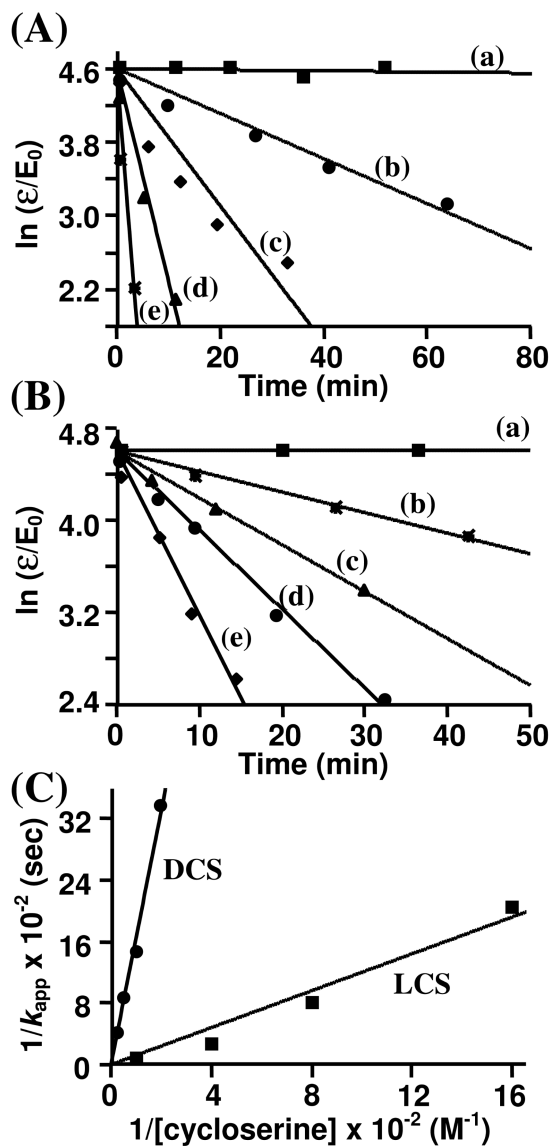 (A)
4.6
3.8
3.0
2.2
ln (ε/E0)
(a)
(b)
(c)
(d)
(e)
0 20 40 60 80
Time (min)
(B)
4.8
4.0
3.2
2.4
ln (ε/E0)
(a)
(b)
(c)
(d)
(e)
0 10 20 30 40 50
Time (min)
(C)
32
24
16
8
0
1/kapp x 10-2 (sec)
DCS
LCS
0 4 8 12 16
1/[cycloserine] x 10-2 (M-1)